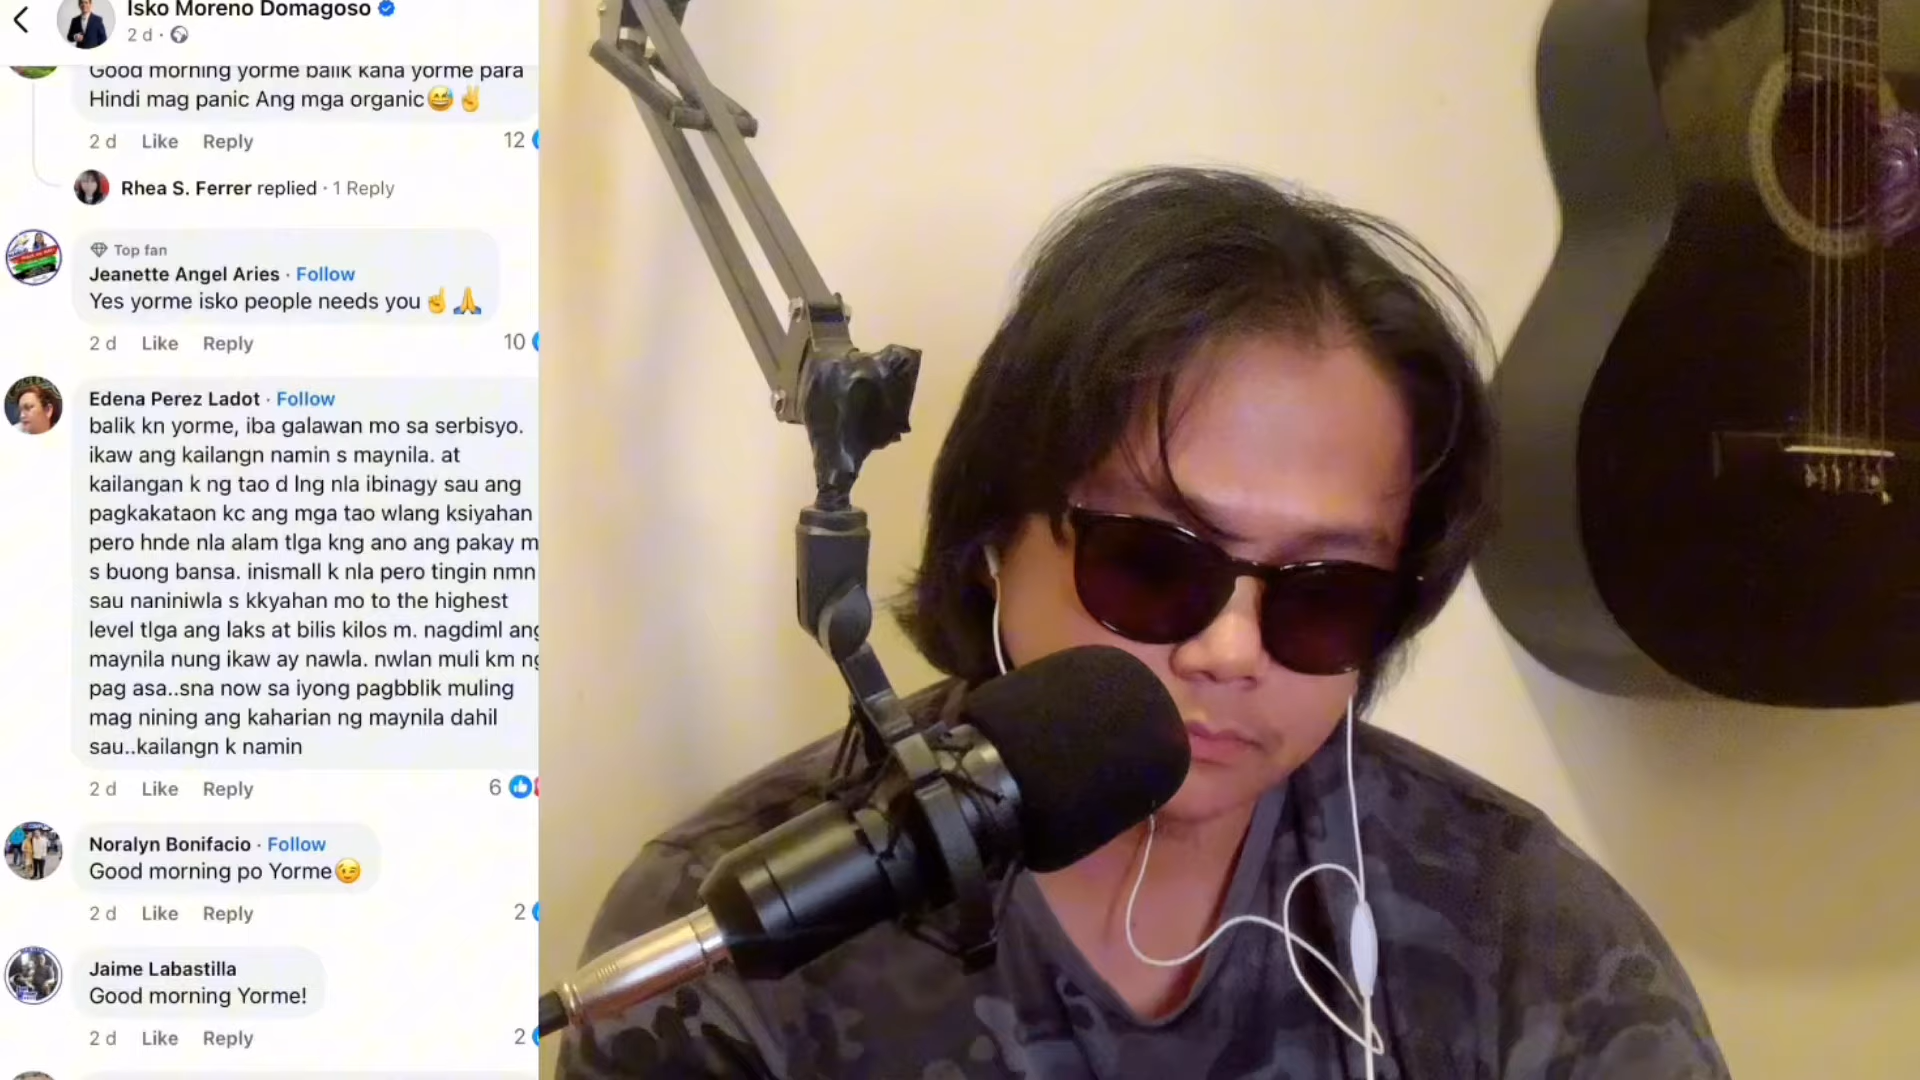 Isko Moreno Domagoso
2 d ·
Good morning yorme balik kana yorme para
Hindi mag panic Ang mga organic😅✌️
2 d Like Reply 12
Rhea S. Ferrer replied · 1 Reply
Top fan
Jeanette Angel Aries · Follow
Yes yorme isko people needs you☝️🙏
2 d Like Reply 10
Edena Perez Ladot · Follow
balik kn yorme, iba galawan mo sa serbisyo.
ikaw ang kailangn namin s maynila. at
kailangan k ng tao d lng nla ibinagy sau ang
pagkakataon kc ang mga tao wlang ksiyahan
pero hnde nla alam tlga kng ano ang pakay m
s buong bansa. inismall k nla pero tingin nmn
sau naniniwla s kkyahan mo to the highest
level tlga ang laks at bilis kilos m. nagdiml ang
maynila nung ikaw ay nawla. nwlan muli km ng
pag asa..sna now sa iyong pagbblik muling
mag nining ang kaharian ng maynila dahil
sau..kailangn k namin
2 d Like Reply 6
Noralyn Bonifacio · Follow
Good morning po Yorme😉
2 d Like Reply 2
Jaime Labastilla
Good morning Yorme!
2 d Like Reply 2